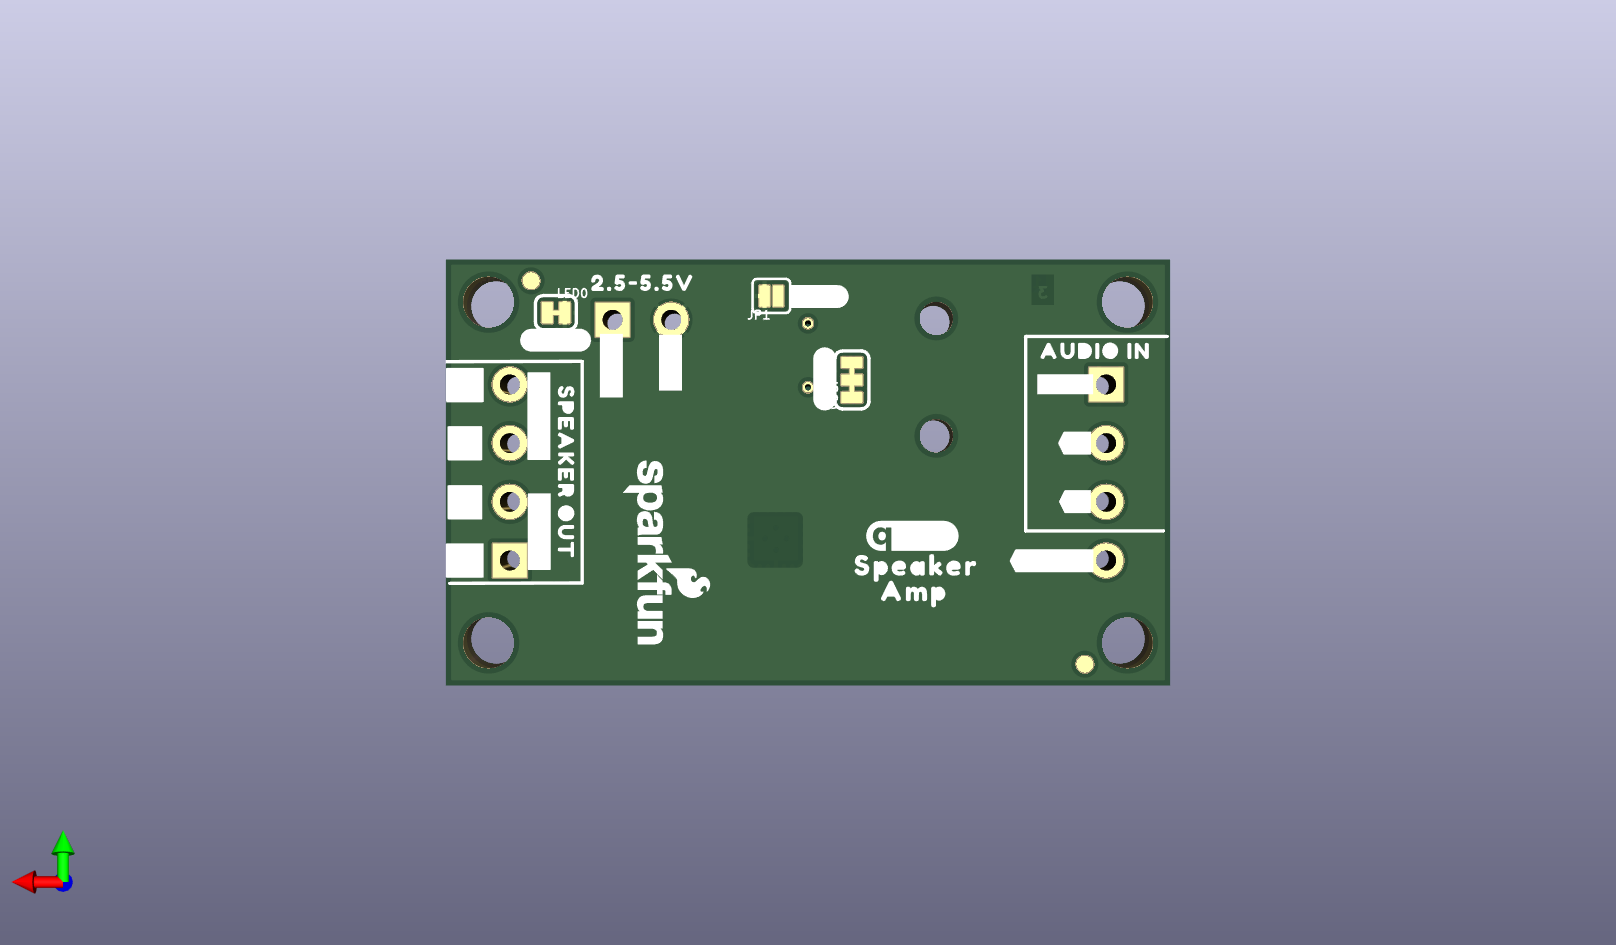 2.5-5.5V
LED0
JP1
AUDIO IN
SPEAKER OUT
sparkfun
q
Speaker
Amp